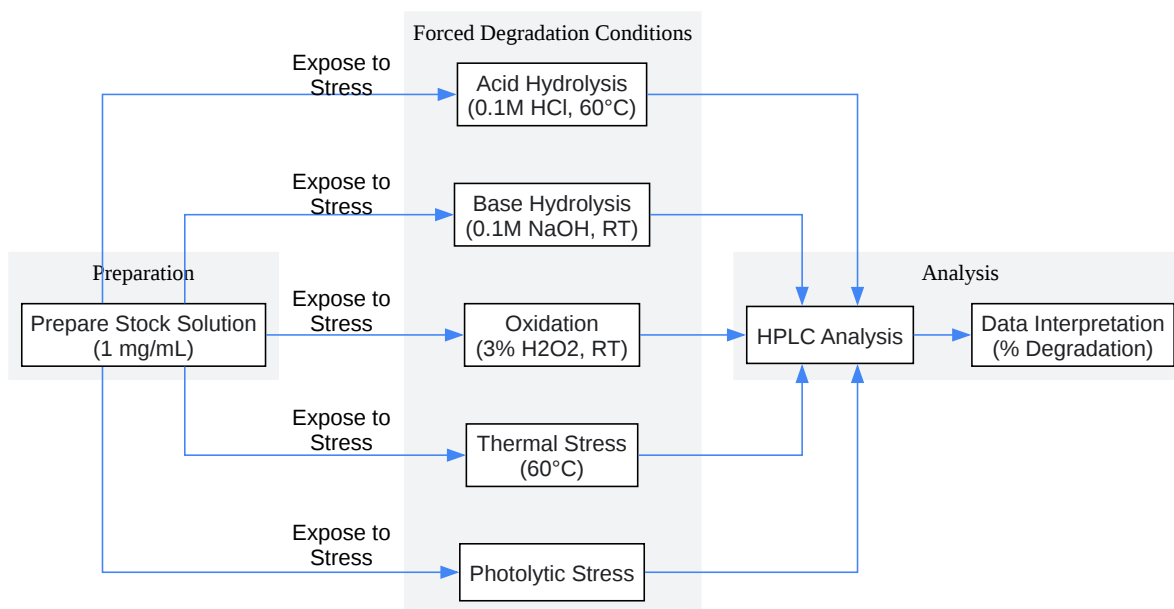 Forced Degradation Conditions
Expose to
Stress
Acid Hydrolysis
(0.1M HCl, 60°C)
Expose to
Stress
Base Hydrolysis
(0.1M NaOH, RT)
Preparation
Prepare Stock Solution
(1 mg/mL)
Expose to
Stress
Oxidation
(3% H2O2, RT)
Analysis
HPLC Analysis
Data Interpretation
(% Degradation)
Expose to
Stress
Thermal Stress
(60°C)
Expose to
Stress
Photolytic Stress